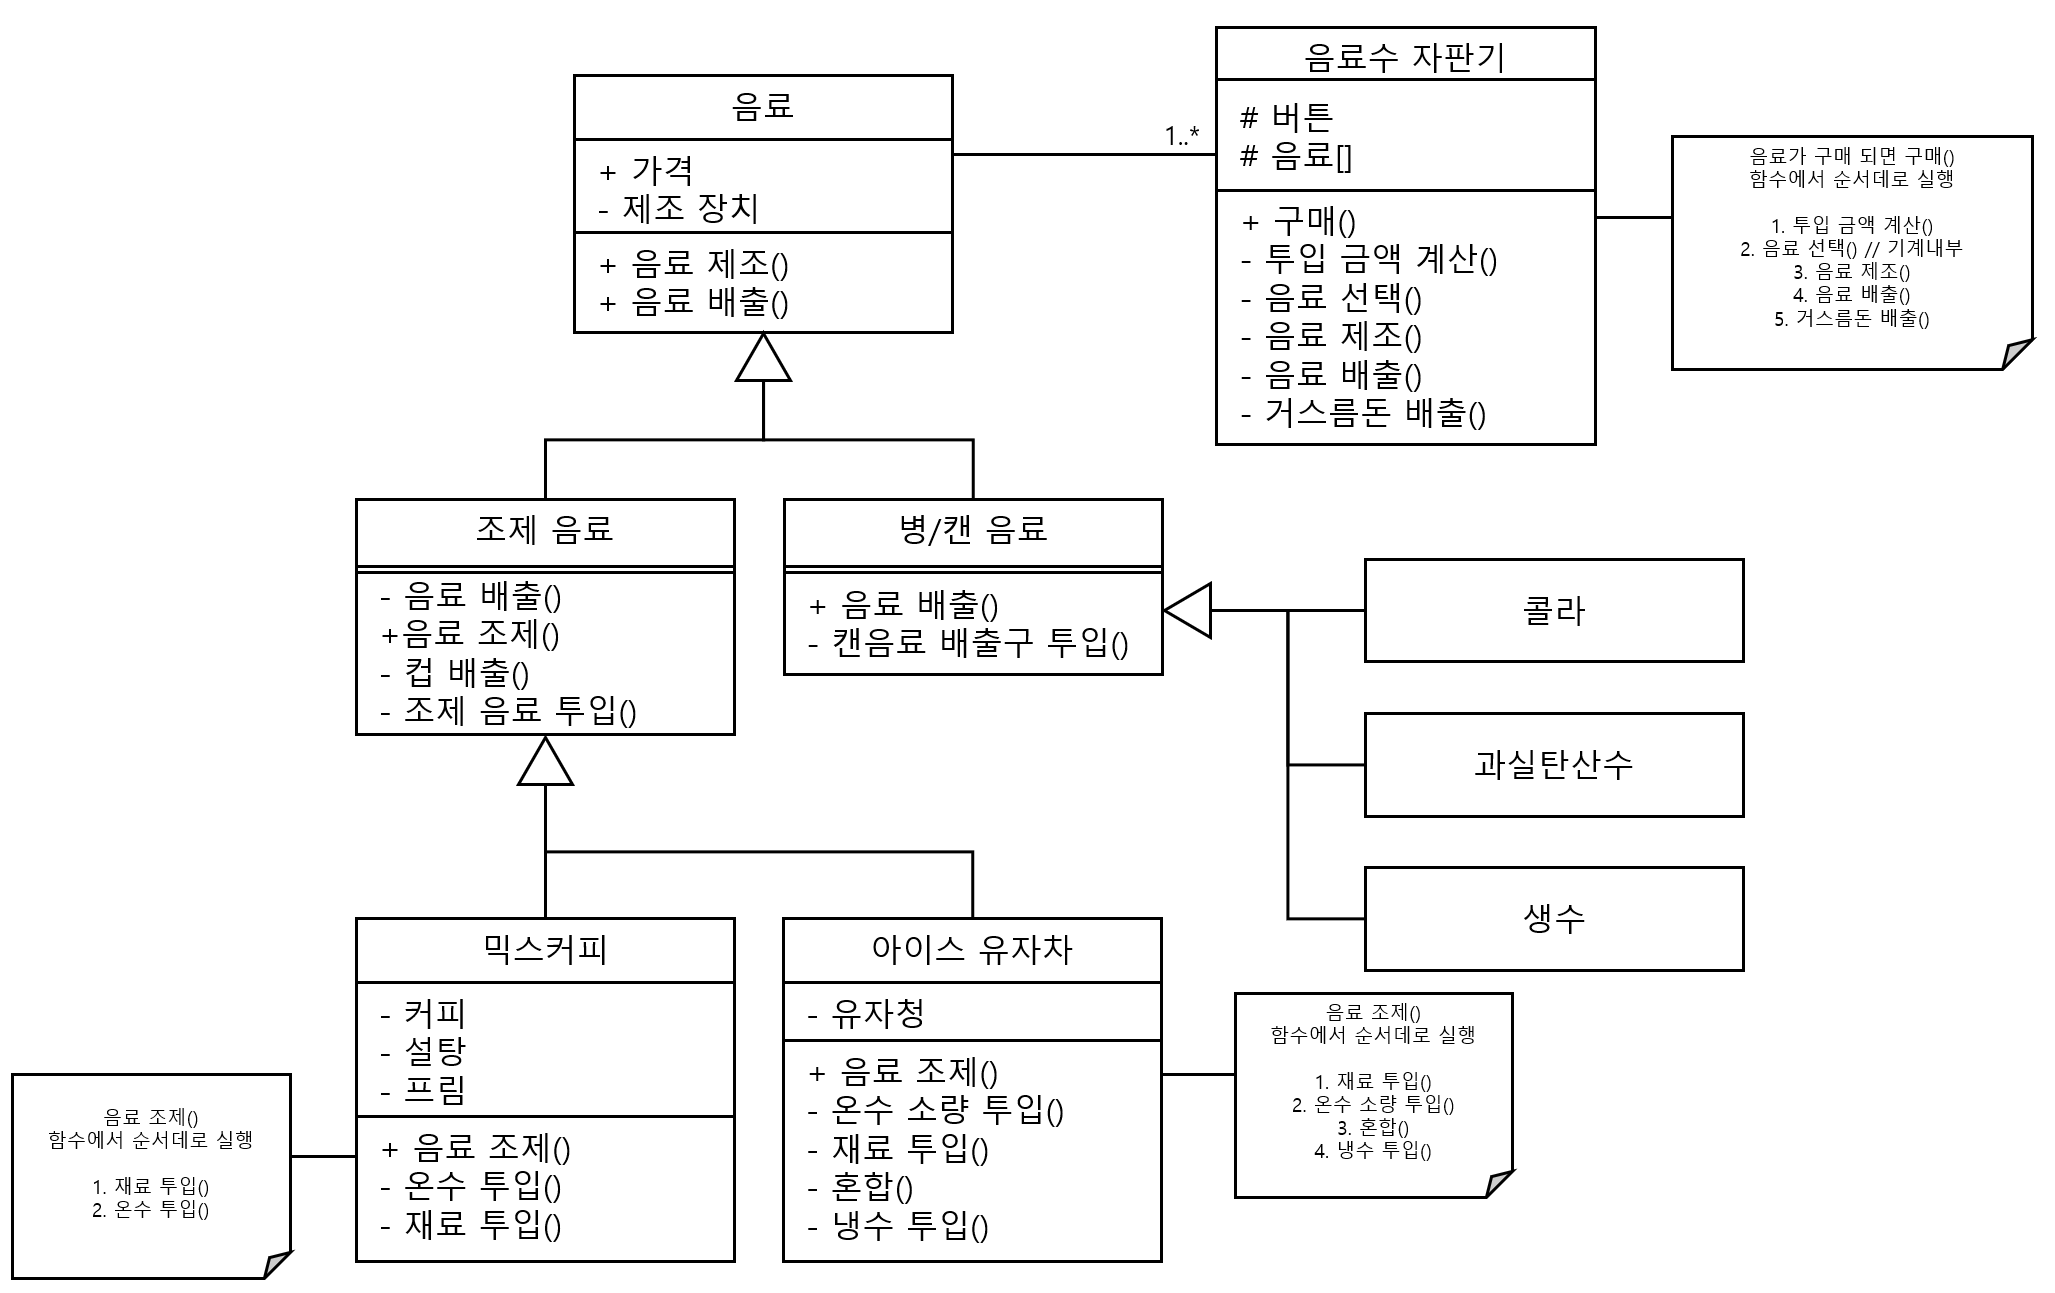 음료
+ 가격
- 제조 장치
+ 음료 제조()
+ 음료 배출()
1..*
음료수 자판기
# 버튼
# 음료[]
+ 구매()
- 투입 금액 계산()
- 음료 선택()
- 음료 제조()
- 음료 배출()
- 거스름돈 배출()
음료가 구매 되면 구매()
함수에서 순서데로 실행
1. 투입 금액 계산()
2. 음료 선택() // 기계내부
3. 음료 제조()
4. 음료 배출()
5. 거스름돈 배출()
조제 음료
- 음료 배출()
+음료 조제()
- 컵 배출()
- 조제 음료 투입()
병/캔 음료
+ 음료 배출()
- 캔음료 배출구 투입()
콜라
과실탄산수
생수
믹스커피
- 커피
- 설탕
- 프림
+ 음료 조제()
- 온수 투입()
- 재료 투입()
음료 조제()
함수에서 순서데로 실행
1. 재료 투입()
2. 온수 투입()
아이스 유자차
- 유자청
+ 음료 조제()
- 온수 소량 투입()
- 재료 투입()
- 혼합()
- 냉수 투입()
음료 조제()
함수에서 순서데로 실행
1. 재료 투입()
2. 온수 소량 투입()
3. 혼합()
4. 냉수 투입()